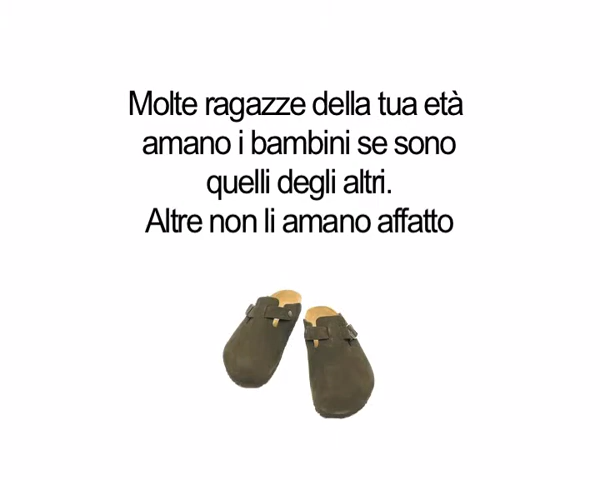 Molte ragazze della tua età
amano i bambini se sono
quelli degli altri.
Altre non li amano affatto